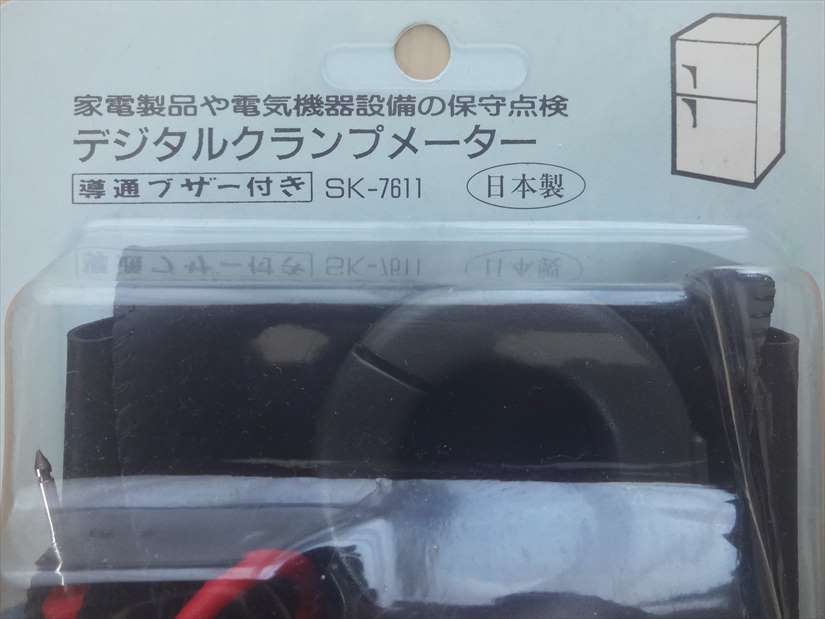 家電製品や電気機器設備の保守点検
デジタルクランプメーター
導通ブザー付き SK-7611 日本製